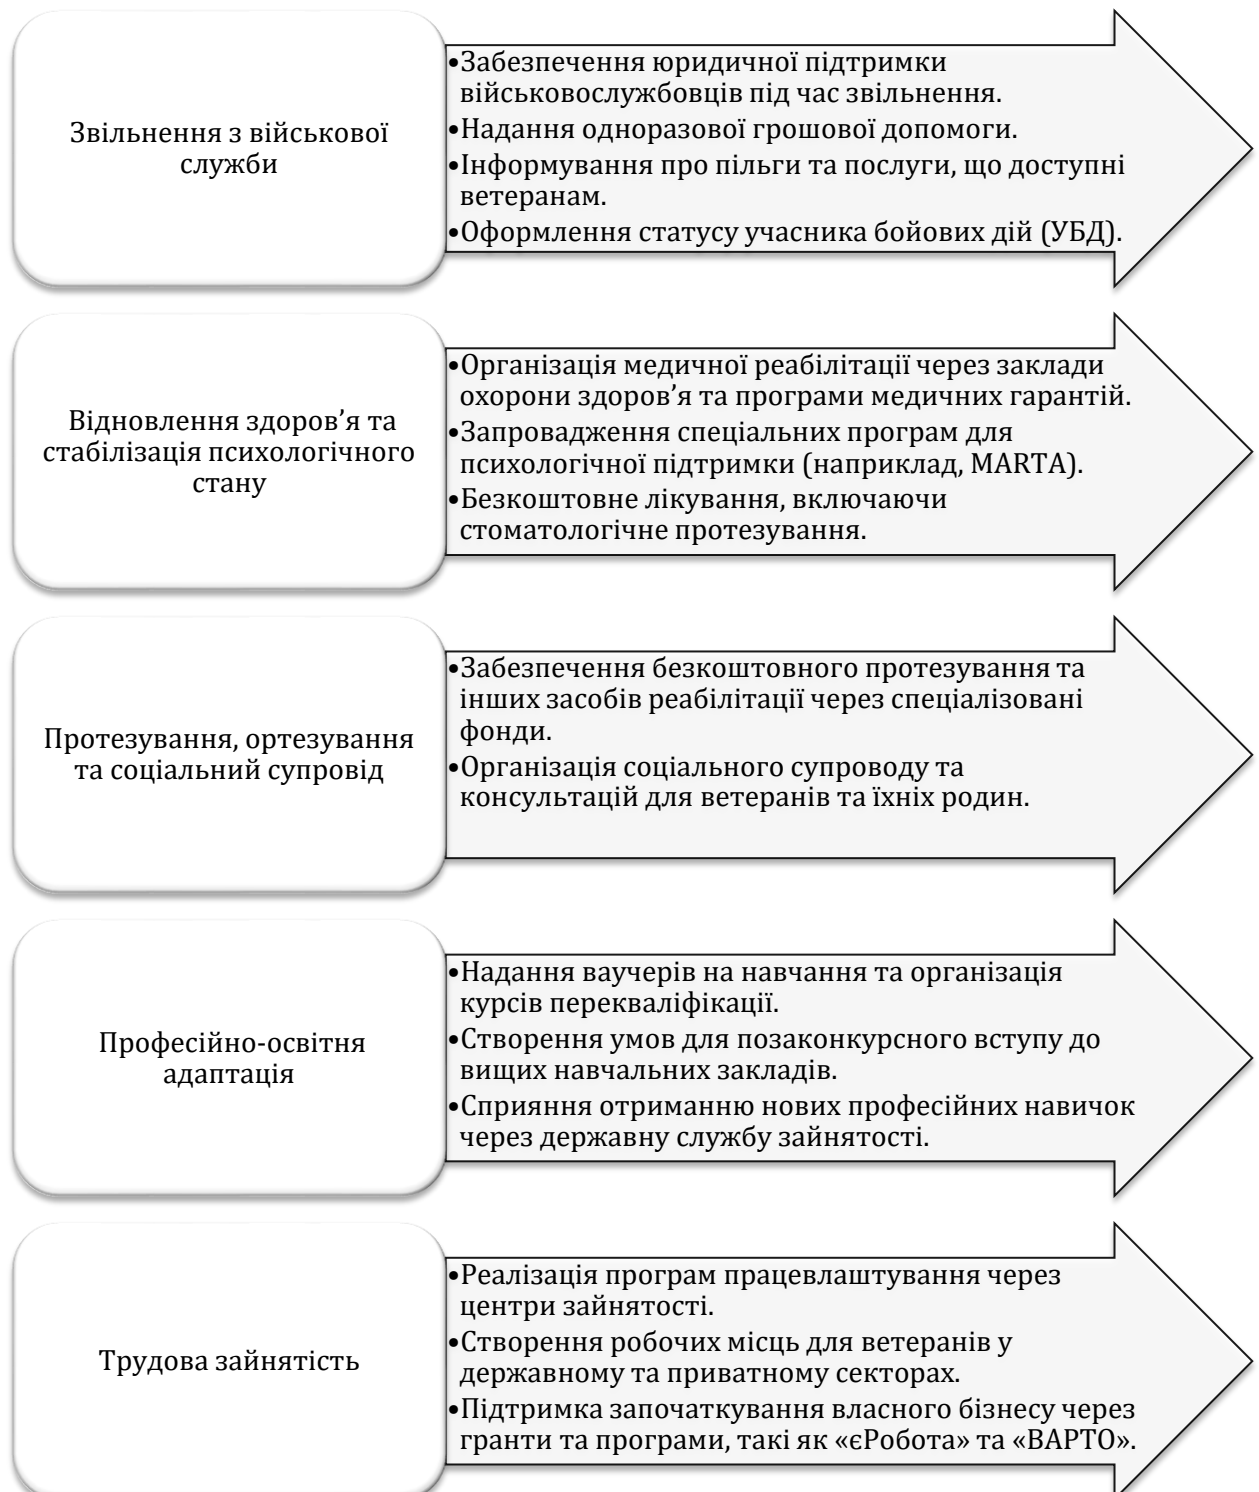 Звільнення з військової
служби
•Забезпечення юридичної підтримки
військовослужбовців під час звільнення.
•Надання одноразової грошової допомоги.
•Інформування про пільги та послуги, що доступні
ветеранам.
•Оформлення статусу учасника бойових дій (УБД).
Відновлення здоров’я та
стабілізація психологічного
стану
•Організація медичної реабілітації через заклади
охорони здоров’я та програми медичних гарантій.
•Запровадження спеціальних програм для
психологічної підтримки (наприклад, MARTA).
•Безкоштовне лікування, включаючи
стоматологічне протезування.
Протезування, ортезування
та соціальний супровід
•Забезпечення безкоштовного протезування та
інших засобів реабілітації через спеціалізовані
фонди.
•Організація соціального супроводу та
консультацій для ветеранів та їхніх родин.
Професійно-освітня
адаптація
•Надання ваучерів на навчання та організація
курсів перекваліфікації.
•Створення умов для позаконкурсного вступу до
вищих навчальних закладів.
•Сприяння отриманню нових професійних навичок
через державну службу зайнятості.
Трудова зайнятість
•Реалізація програм працевлаштування через
центри зайнятості.
•Створення робочих місць для ветеранів у
державному та приватному секторах.
•Підтримка започаткування власного бізнесу через
гранти та програми, такі як «єРобота» та «ВАРТО».